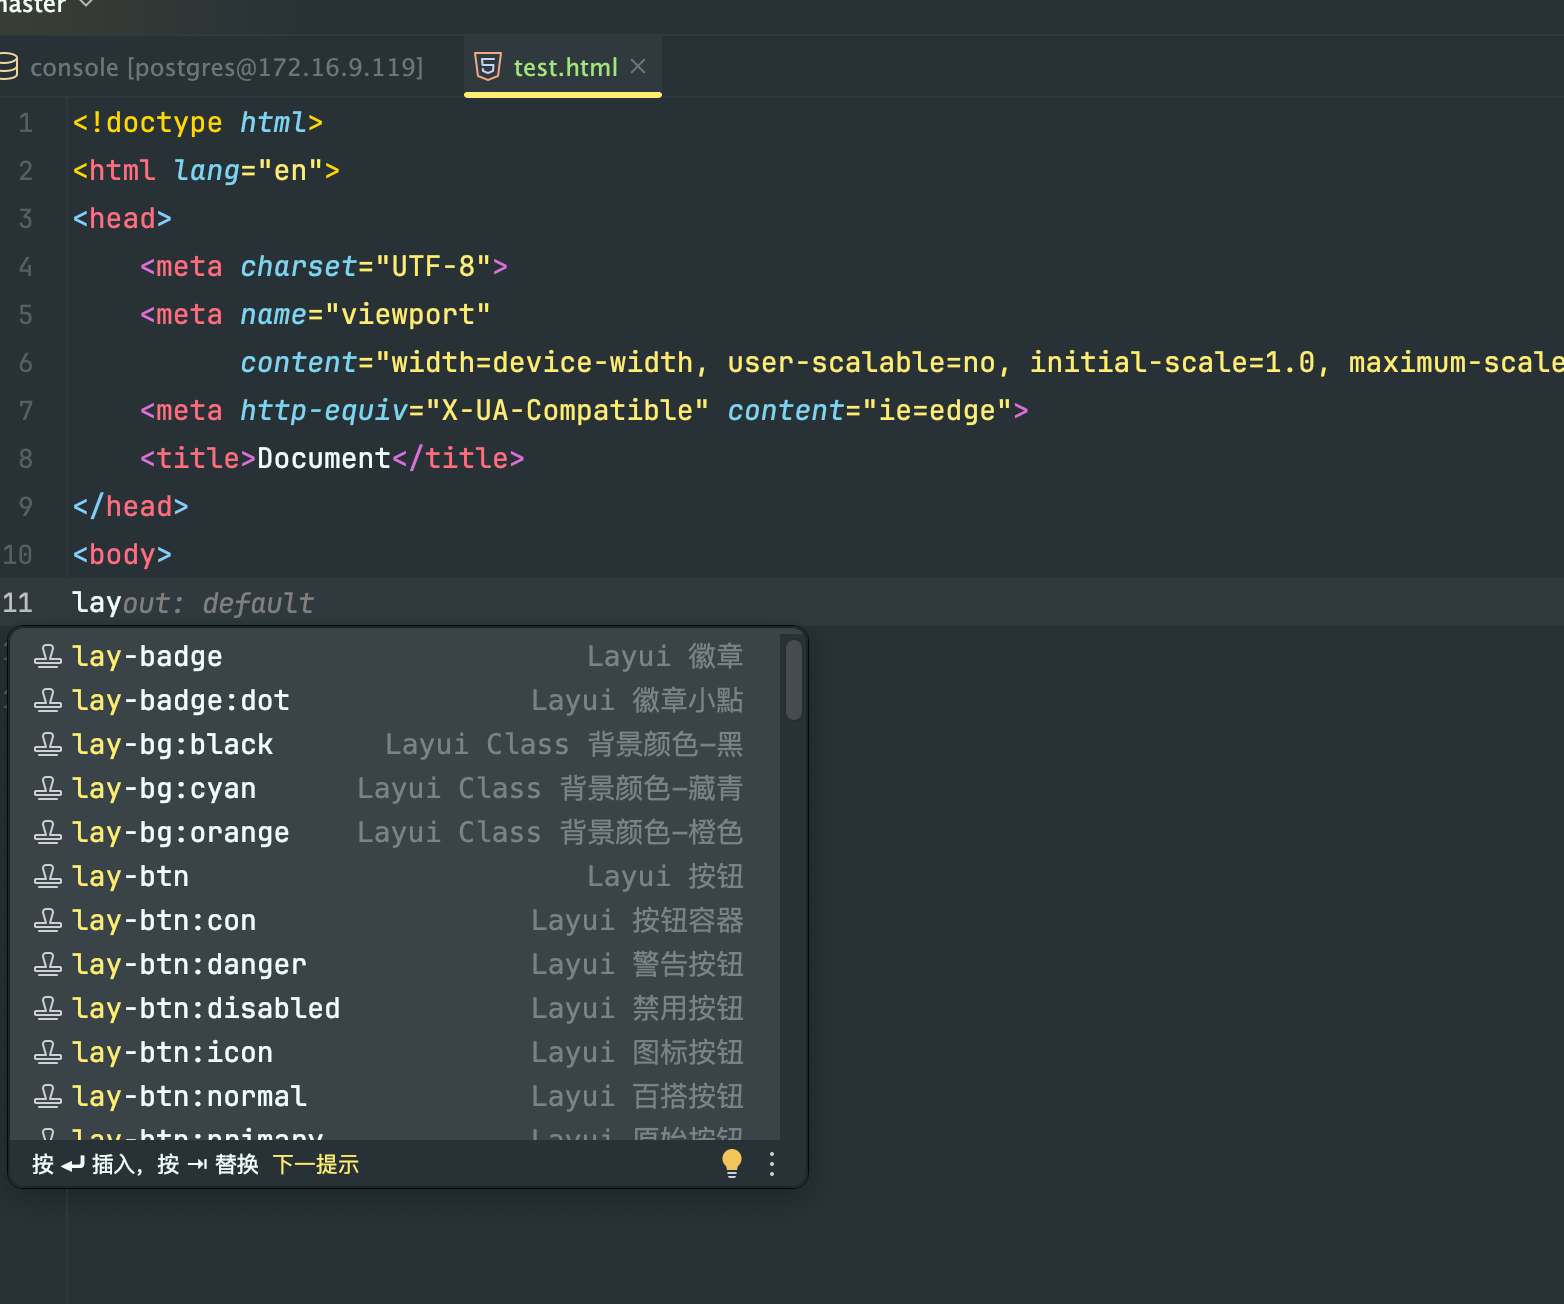 master
console [postgres@172.16.9.119]
test.html
1 <!doctype html>
2 <html lang="en">
3 <head>
4 <meta charset="UTF-8">
5 <meta name="viewport"
6 content="width=device-width, user-scalable=no, initial-scale=1.0, maximum-scale
7 <meta http-equiv="X-UA-Compatible" content="ie=edge">
8 <title>Document</title>
9 </head>
10 <body>
11 layout: default
lay-badge Layui 徽章
lay-badge:dot Layui 徽章小點
lay-bg:black Layui Class 背景颜色-黑
lay-bg:cyan Layui Class 背景颜色-藏青
lay-bg:orange Layui Class 背景颜色-橙色
lay-btn Layui 按钮
lay-btn:con Layui 按钮容器
lay-btn:danger Layui 警告按钮
lay-btn:disabled Layui 禁用按钮
lay-btn:icon Layui 图标按钮
lay-btn:normal Layui 百搭按钮
lay-btn:primary Layui 原始按钮
按 ↵ 插入，按 ⇥ 替换 下一提示